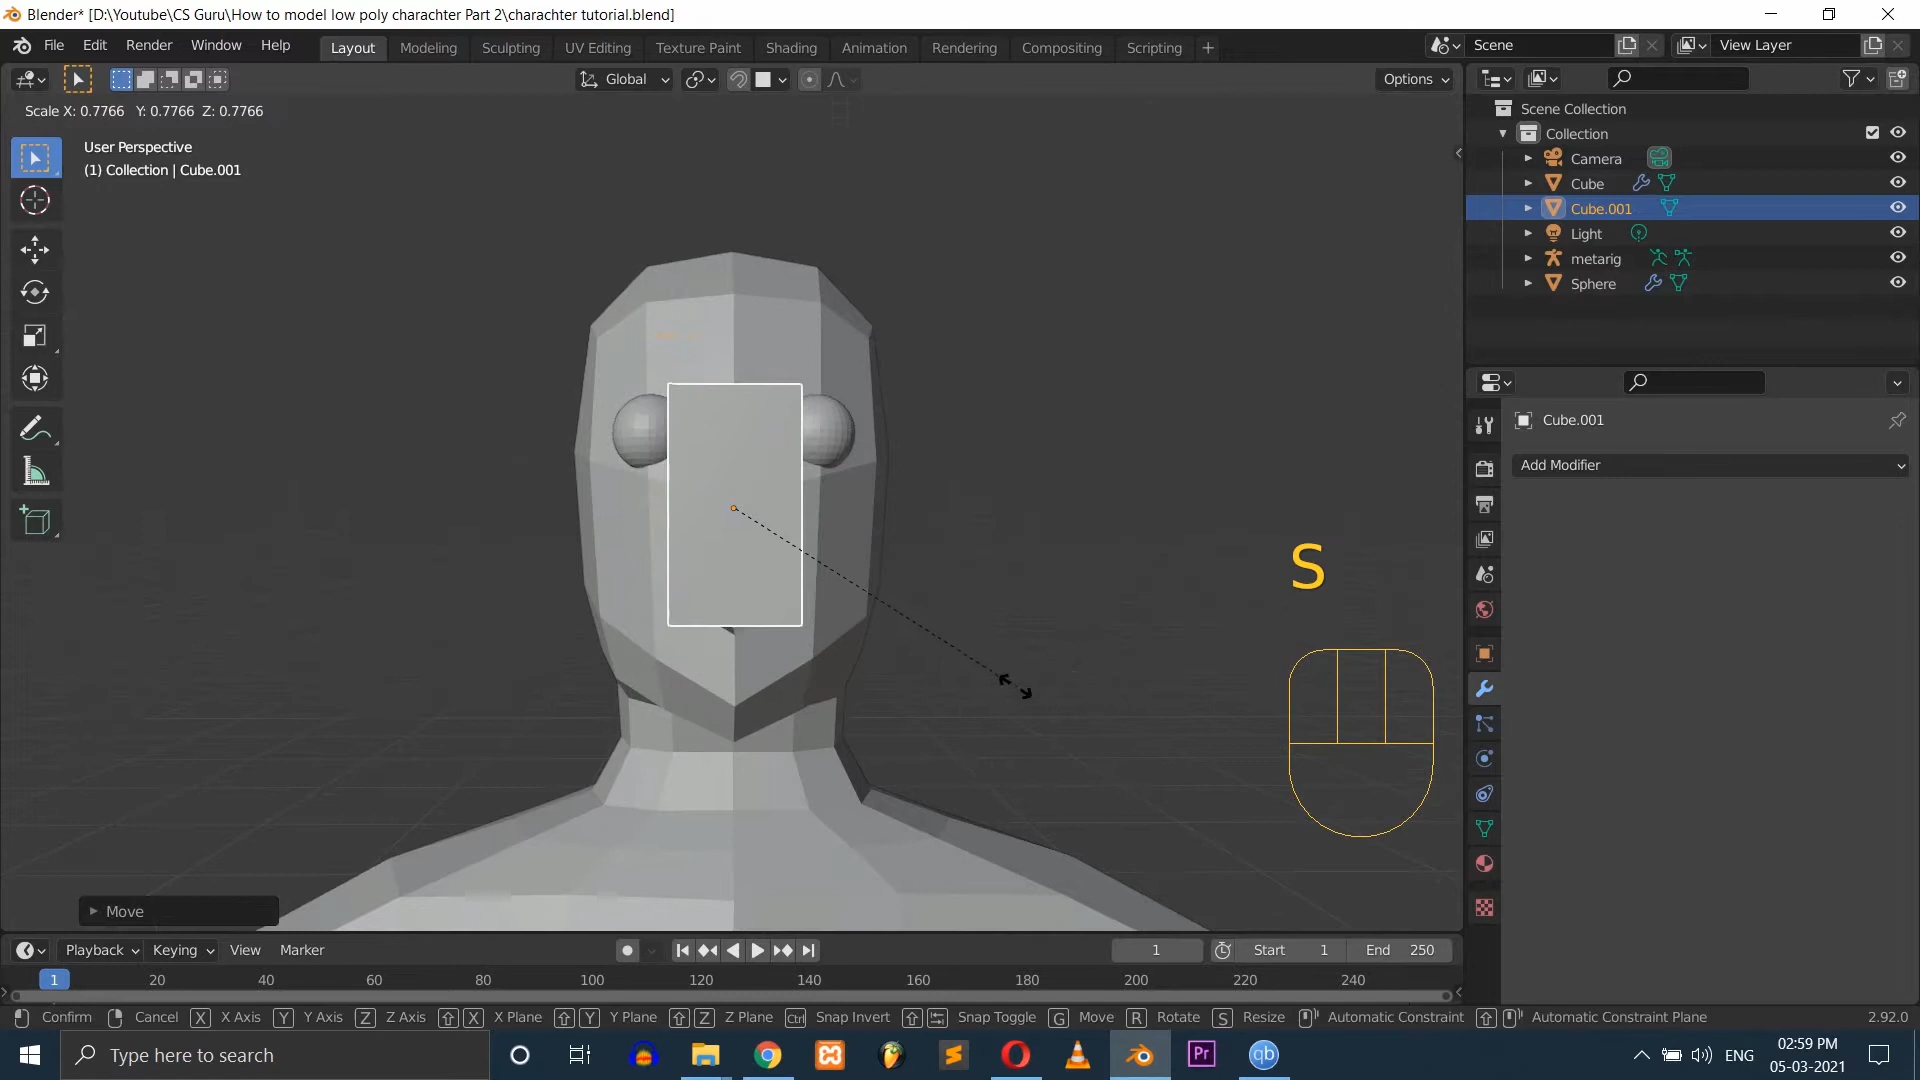 Blender* [D:\Youtube\CS Guru\How to model low poly charachter Part 2\charachter tutorial.blend]
File Edit Render Window Help Layout Modeling Sculpting UV Editing Texture Paint Shading Animation Rendering Compositing Scripting + Scene View Layer
Global Options
Scale X: 0.7766 Y: 0.7766 Z: 0.7766
User Perspective
(1) Collection | Cube.001
Scene Collection
Collection
Camera
Cube
Cube.001
Light
metarig
Sphere
Cube.001
Add Modifier
S
Move
Playback Keying View Marker 1 Start 1 End 250
1 20 40 60 80 100 120 140 160 180 200 220 240
Confirm Cancel X X Axis Y Y Axis Z Z Axis X X Plane Y Y Plane Z Z Plane Ctrl Snap Invert Snap Toggle G Move R Rotate S Resize Automatic Constraint Automatic Constraint Plane 2.92.0
Type here to search Pr qb ENG 02:59 PM
05-03-2021